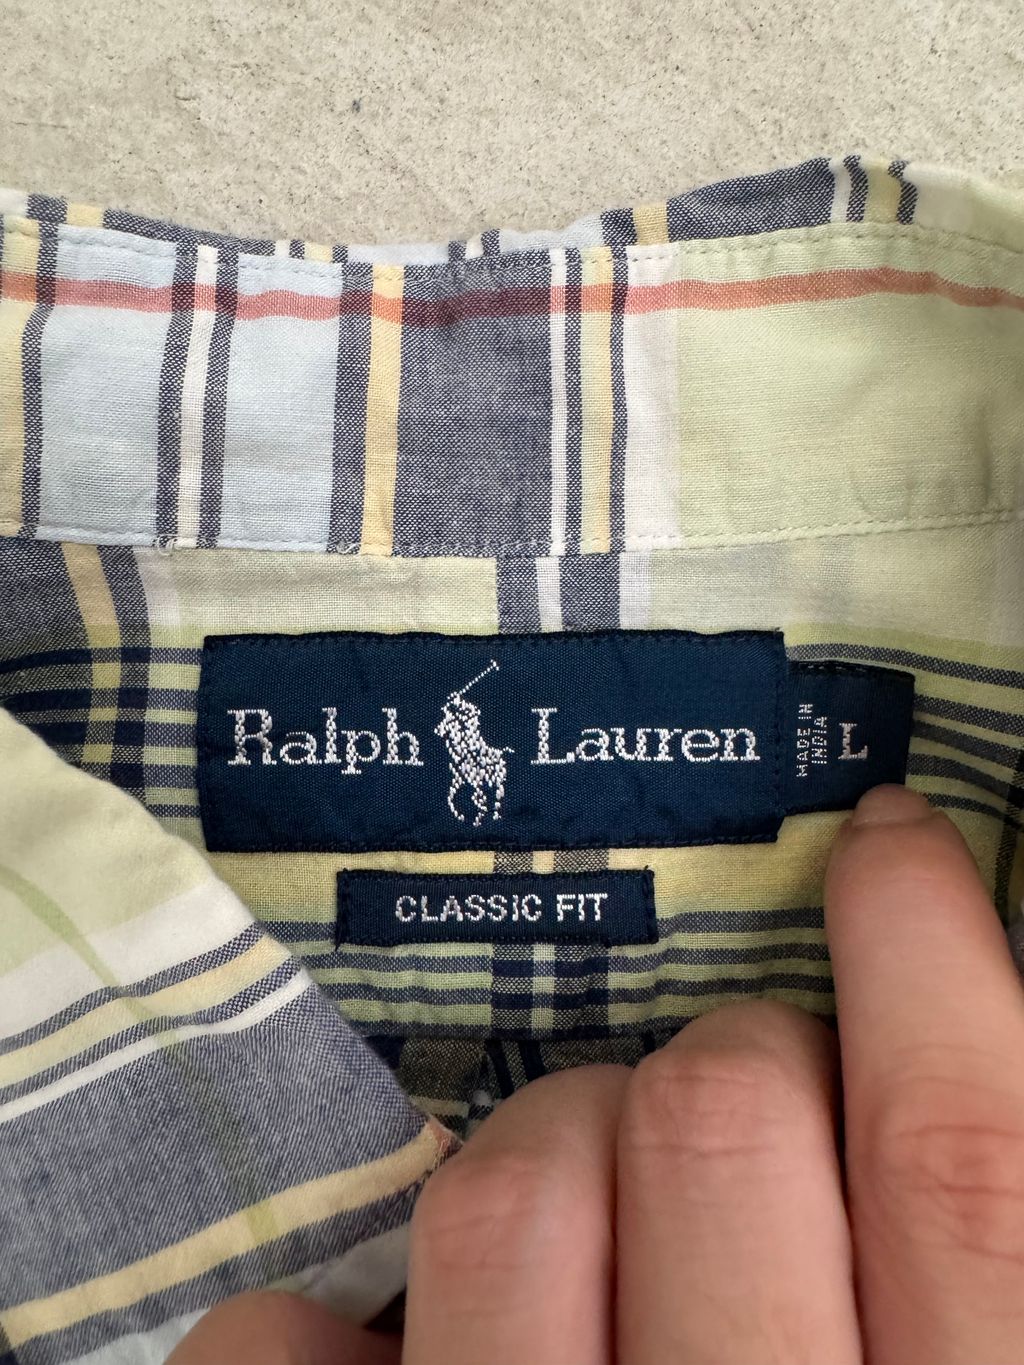 Ralph Lauren
MADE IN
INDIA
L
CLASSIC FIT